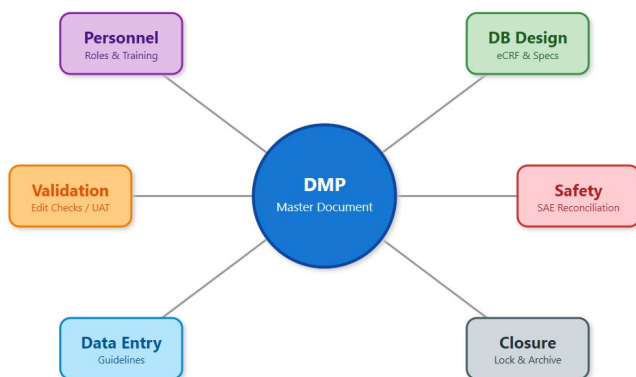 Personnel
Roles & Training
DB Design
eCRF & Specs
DMP
Master Document
Validation
Edit Checks / UAT
Safety
SAE Reconciliation
Data Entry
Guidelines
Closure
Lock & Archive